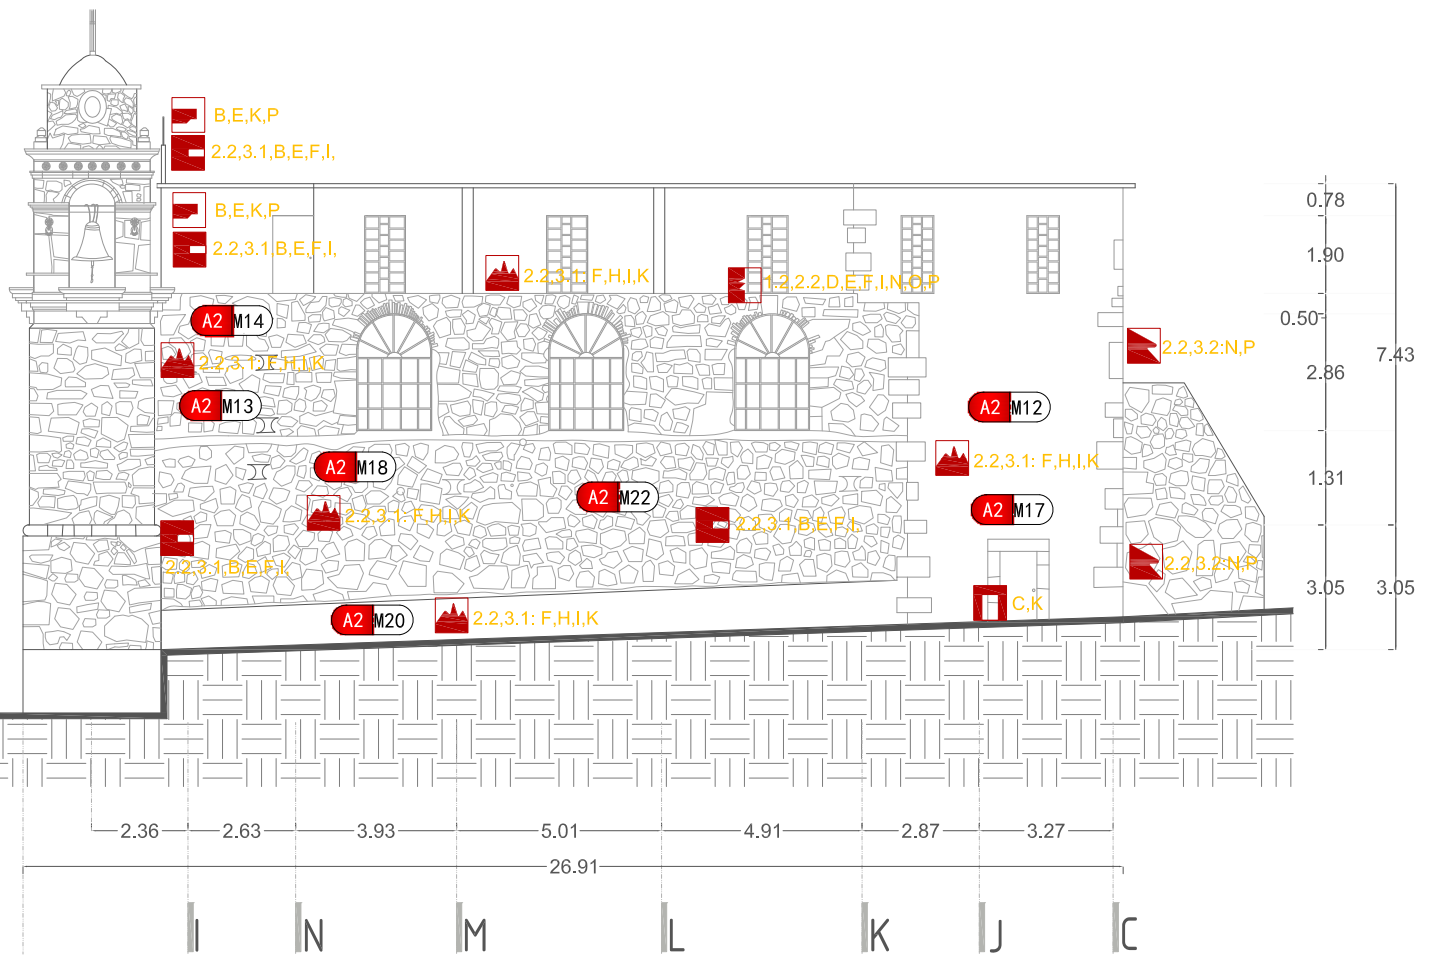 B,E,K,P
2.2,3.1,B,E,F,I,
B,E,K,P
2.2,3.1,B,E,F,I,
0.78
1.90
2.2,3.1: F,H,I,K
1.2,2.2,D,E,F,I,N,O,P
A2 M14
0.50
2.2,3.2:N,P
7.43
2.2,3.1: F,H,I,K
2.86
A2 M13
A2 M12
2.2,3.1: F,H,I,K
A2 M18
1.31
A2 M22
A2 M17
2.2,3.1: F,H,I,K
2.2,3.1,B,E,F,I,
2.2,3.1,B,E,F,I,
2.2,3.2:N,P
3.05
3.05
C,K
A2 M20
2.2,3.1: F,H,I,K
2.36
2.63
3.93
5.01
4.91
2.87
3.27
26.91
I
N
M
L
K
J
C